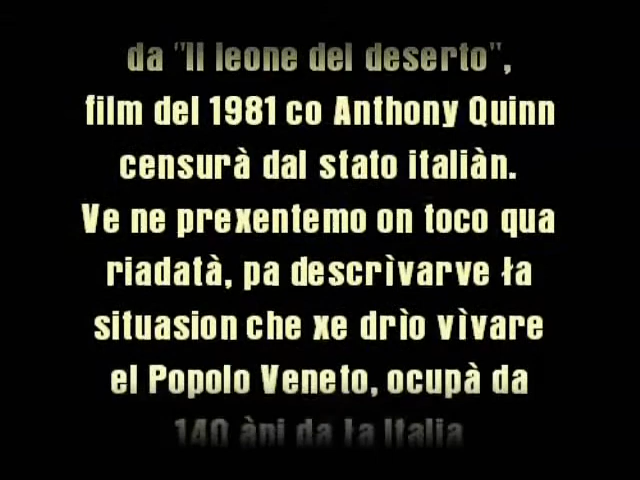 da "Il leone del deserto",
film del 1981 co Anthony Quinn
censurà dal stato italiàn.
Ve ne prexentemo on toco qua
riadatà, pa descrìvarve ła
situasion che xe drìo vìvare
el Popolo Veneto, ocupà da
140 àni da ła Italia